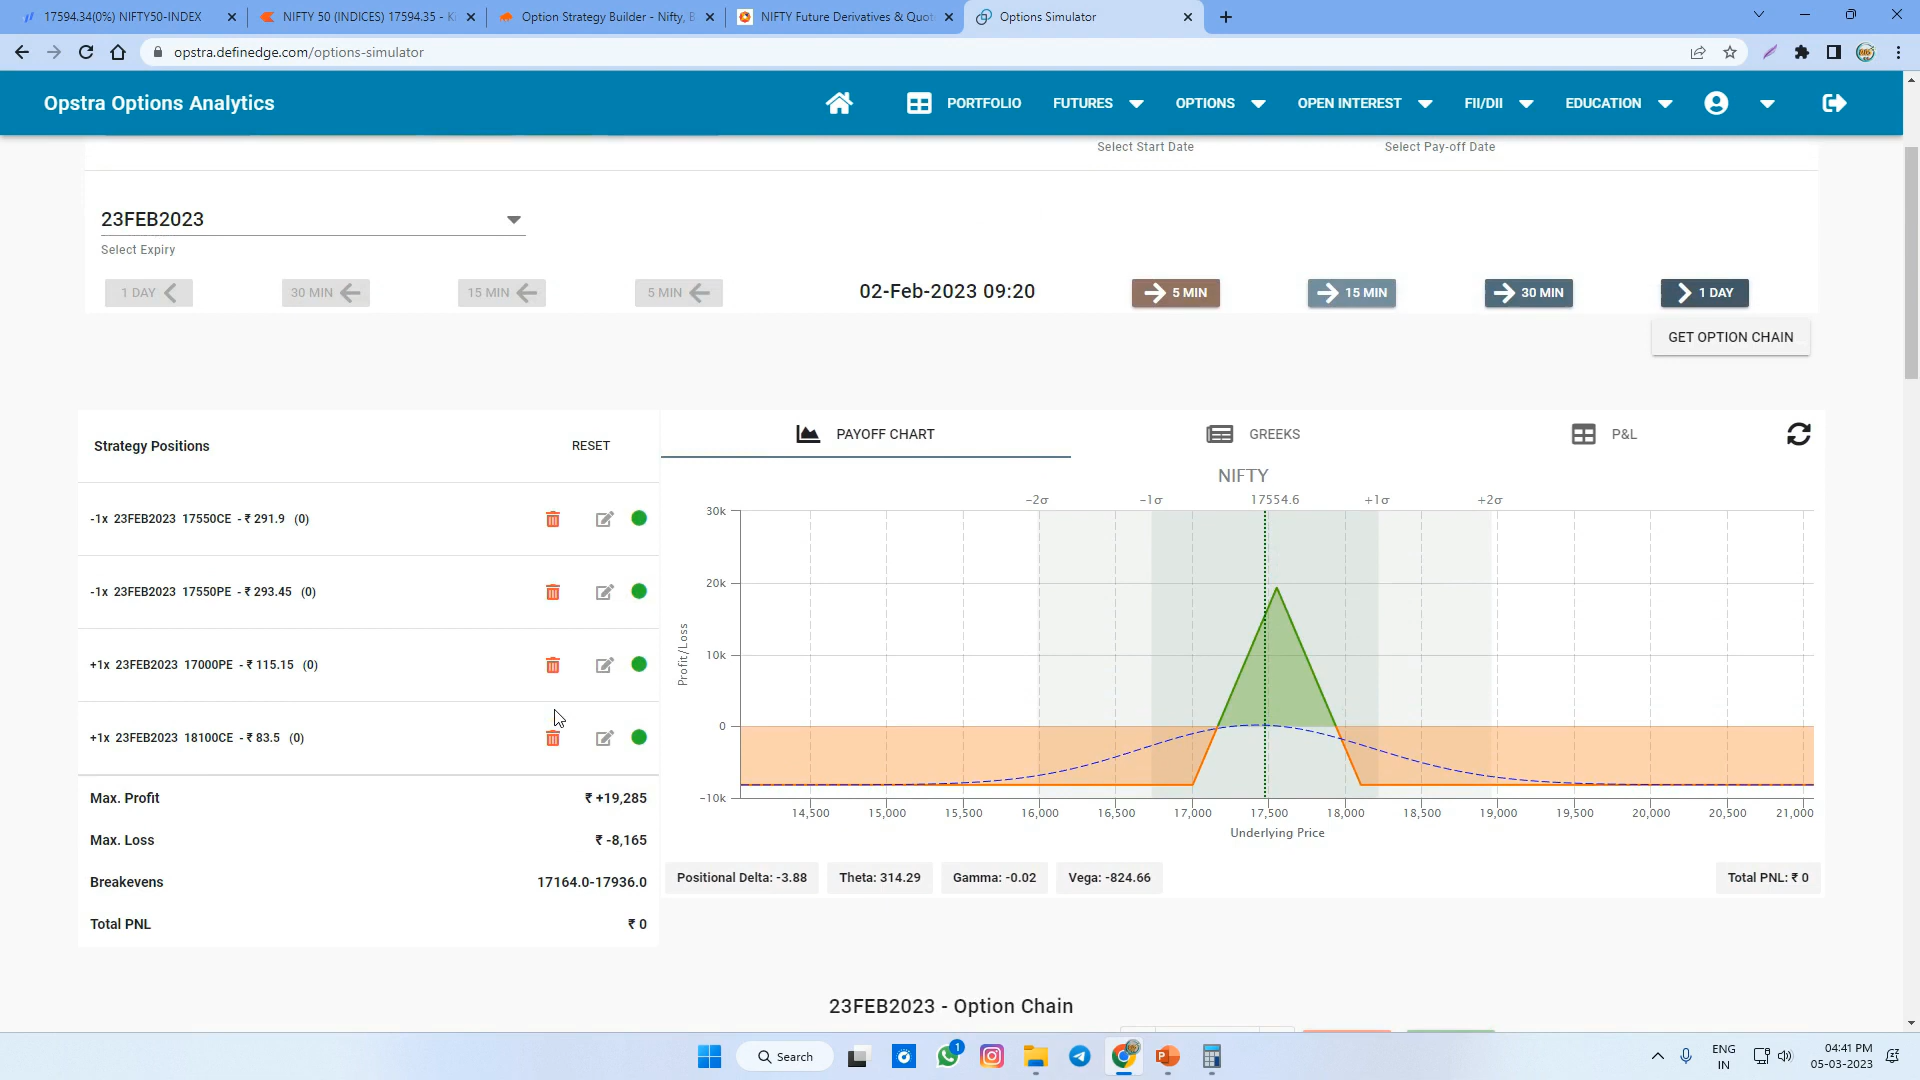 17594.34(0%) NIFTY50-INDEX
NIFTY 50 (INDICES) 17594.35 - Ki
Option Strategy Builder - Nifty, B
NIFTY Future Derivatives & Quot
Options Simulator
opstra.definedge.com/options-simulator
Opstra Options Analytics
PORTFOLIO
FUTURES
OPTIONS
OPEN INTEREST
FII/DII
EDUCATION
Select Start Date
Select Pay-off Date
23FEB2023
Select Expiry
1 DAY
30 MIN
15 MIN
5 MIN
02-Feb-2023 09:20
5 MIN
15 MIN
30 MIN
1 DAY
GET OPTION CHAIN
Strategy Positions
RESET
PAYOFF CHART
GREEKS
P&L
-1x 23FEB2023 17550CE - ₹ 291.9 (0)
-1x 23FEB2023 17550PE - ₹ 293.45 (0)
+1x 23FEB2023 17000PE - ₹ 115.15 (0)
+1x 23FEB2023 18100CE - ₹ 83.5 (0)
Max. Profit ₹ +19,285
Max. Loss ₹ -8,165
Breakevens 17164.0-17936.0
Total PNL ₹ 0
NIFTY
-2σ -1σ 17554.6 +1σ +2σ
30k
20k
10k
0
-10k
Profit/Loss
14,500 15,000 15,500 16,000 16,500 17,000 17,500 18,000 18,500 19,000 19,500 20,000 20,500 21,000
Underlying Price
Positional Delta: -3.88
Theta: 314.29
Gamma: -0.02
Vega: -824.66
Total PNL: ₹ 0
23FEB2023 - Option Chain
Search
1
ENG
IN
04:41 PM
05-03-2023